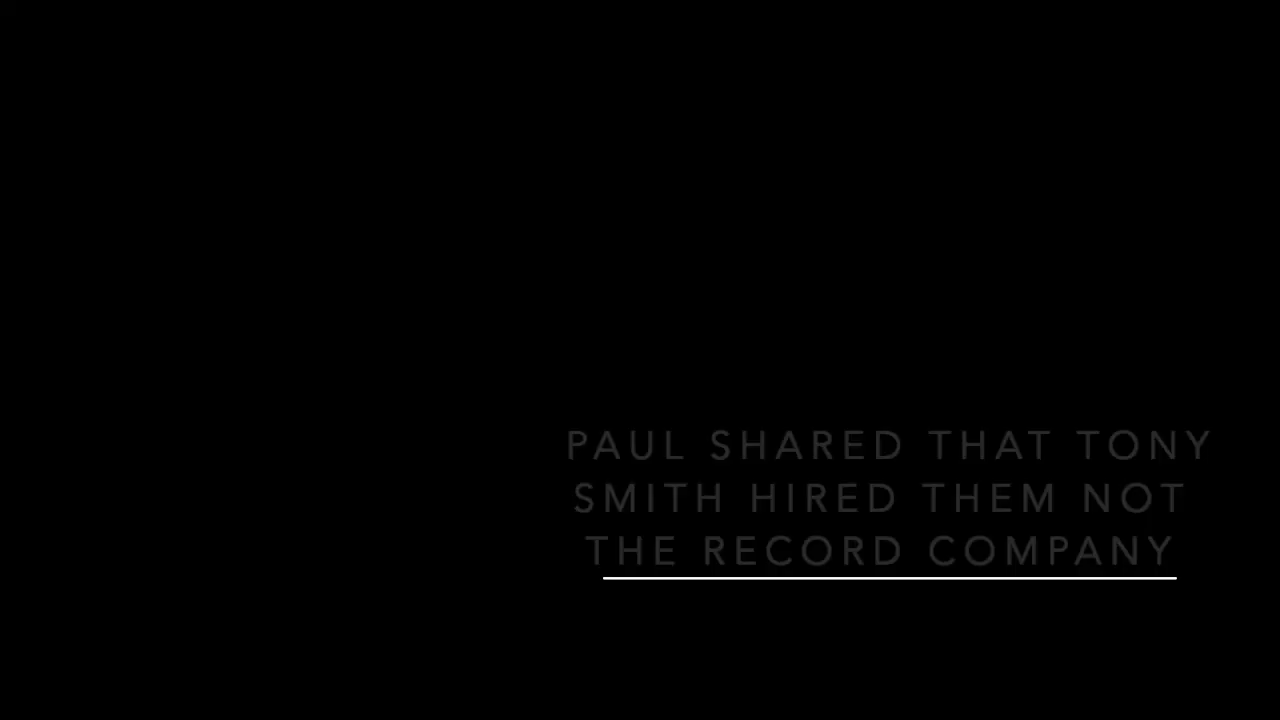 PAUL SHARED THAT TONY
SMITH HIRED THEM NOT
THE RECORD COMPANY